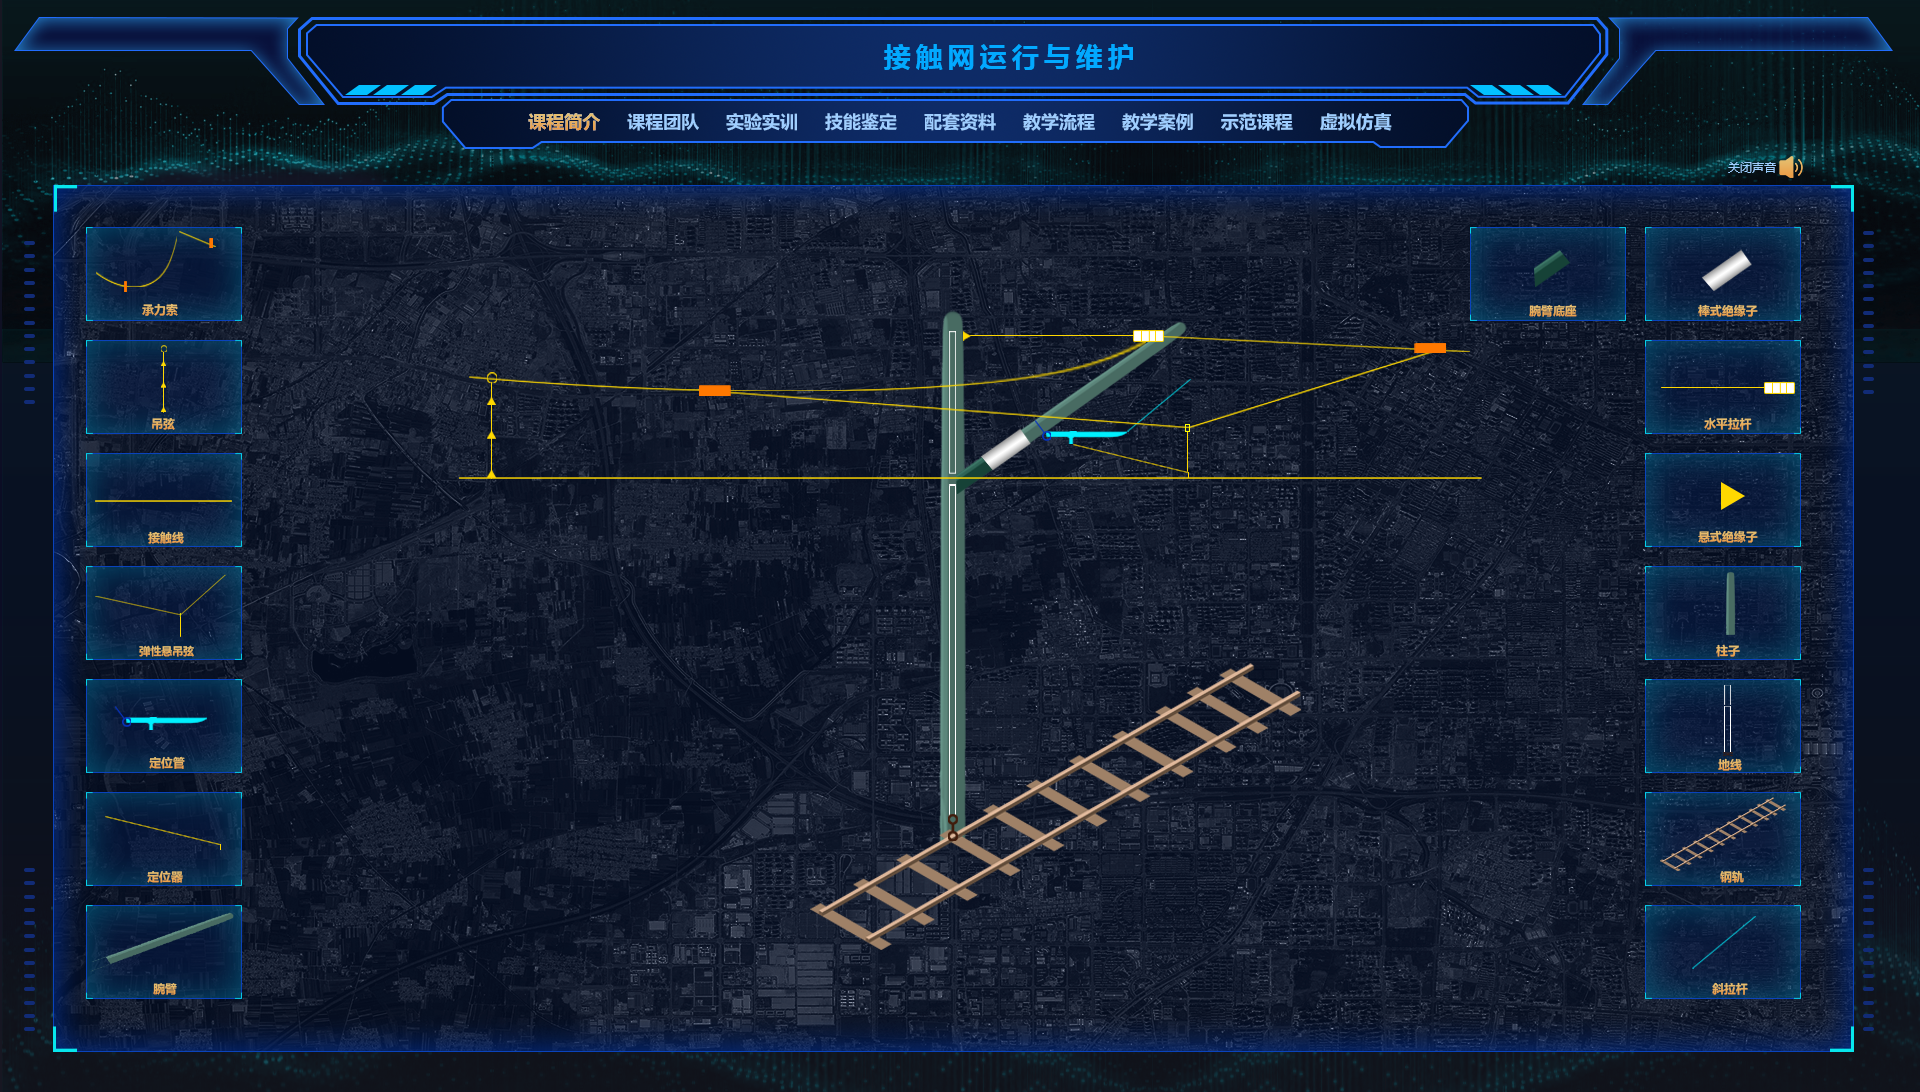 接触网运行与维护
课程简介 课程团队 实验实训 技能鉴定 配套资料 教学流程 教学案例 示范课程 虚拟仿真
关闭声音
承力索
吊弦
接触线
弹性悬吊弦
定位管
定位器
腕臂
腕臂底座
棒式绝缘子
水平拉杆
悬式绝缘子
柱子
地线
钢轨
斜拉杆